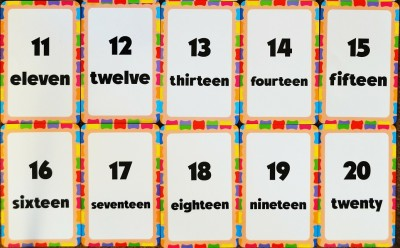 11
eleven
12
twelve
13
thirteen
14
fourteen
15
fifteen
16
sixteen
17
seventeen
18
eighteen
19
nineteen
20
twenty